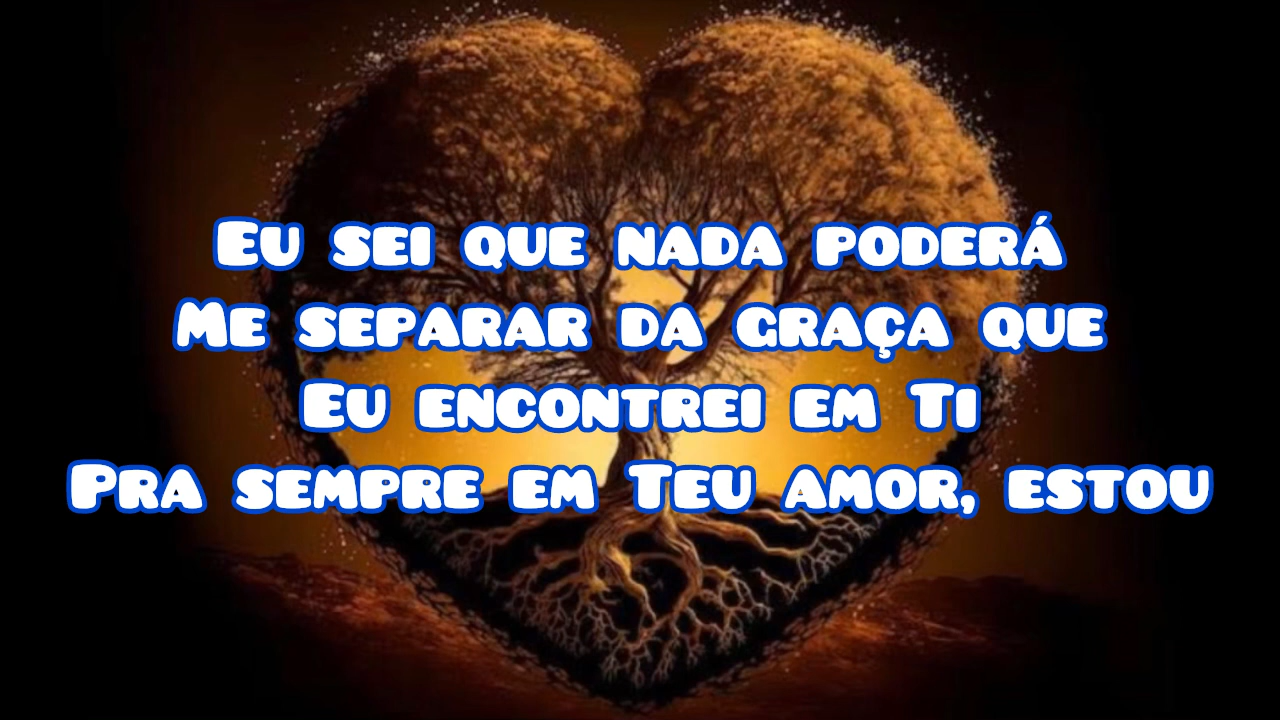 Eu sei que nada poderá
Me separar da graça que
Eu encontrei em Ti
Pra sempre em Teu amor, estou